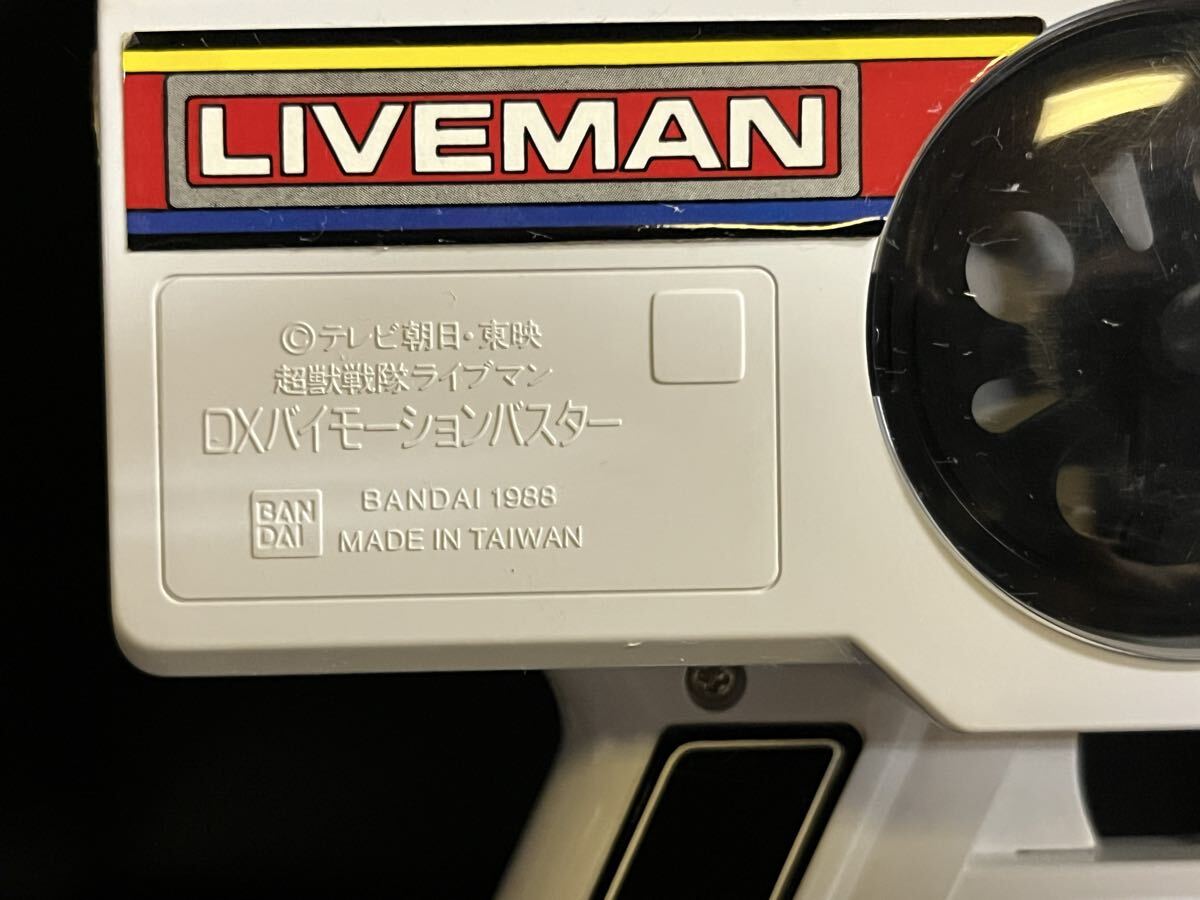 LIVEMAN
©テレビ朝日・東映
超獣戦隊ライブマン
DXバイモーションバスター
BAN
DAI
BANDAI 1988
MADE IN TAIWAN